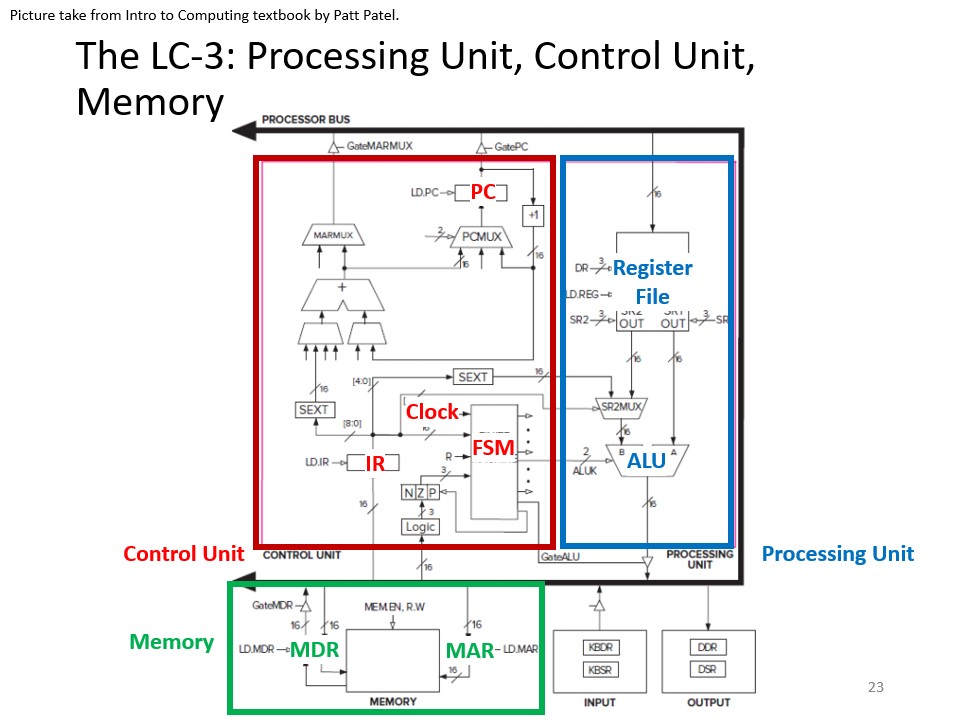 Picture take from Intro to Computing textbook by Patt Patel.
The LC-3: Processing Unit, Control Unit,
Memory
PROCESSOR BUS
GateMARMUX
GatePC
LD.PC
PC
+1
MARMUX
2
PCMUX
16
16
16
+
DR
3
Register
File
LD.REG
SR2
3
SR2
OUT
SR1
OUT
3
SR
16
16
[4:0]
SEXT
16
16
SEXT
[8:0]
Clock
[
SR2MUX
16
FSM
R
LD.IR
IR
B
A
ALU
2
ALUK
3
N Z P
16
3
Logic
16
16
Control Unit
CONTROL UNIT
GateALU
PROCESSING
UNIT
Processing Unit
GateMDR
MEM.EN, R.W
16
16
16
Memory
LD.MDR
MDR
MAR
LD.MAR
16
MEMORY
KBDR
KBSR
INPUT
DDR
DSR
OUTPUT
23